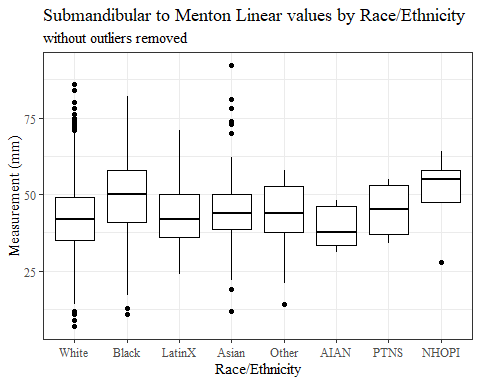 Submandibular to Menton Linear values by Race/Ethnicity
without outliers removed
Measurement (mm)
75
50
25
White Black LatinX Asian Other AIAN PTNS NHOPI
Race/Ethnicity